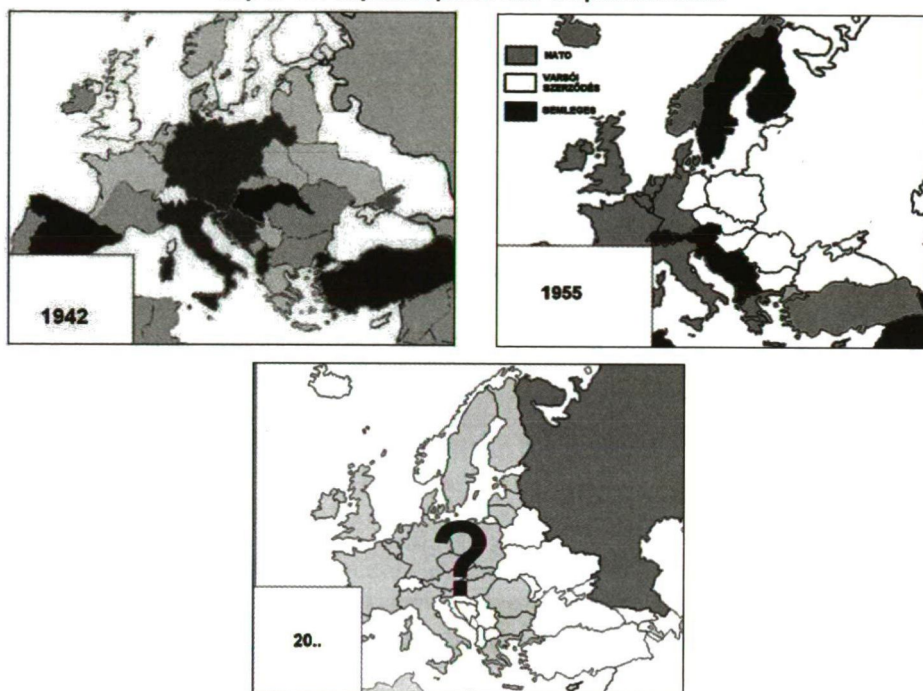 1942
NATO
VARSÓI
SZERZŐDÉS
SEMLEGES
1955
?
20..